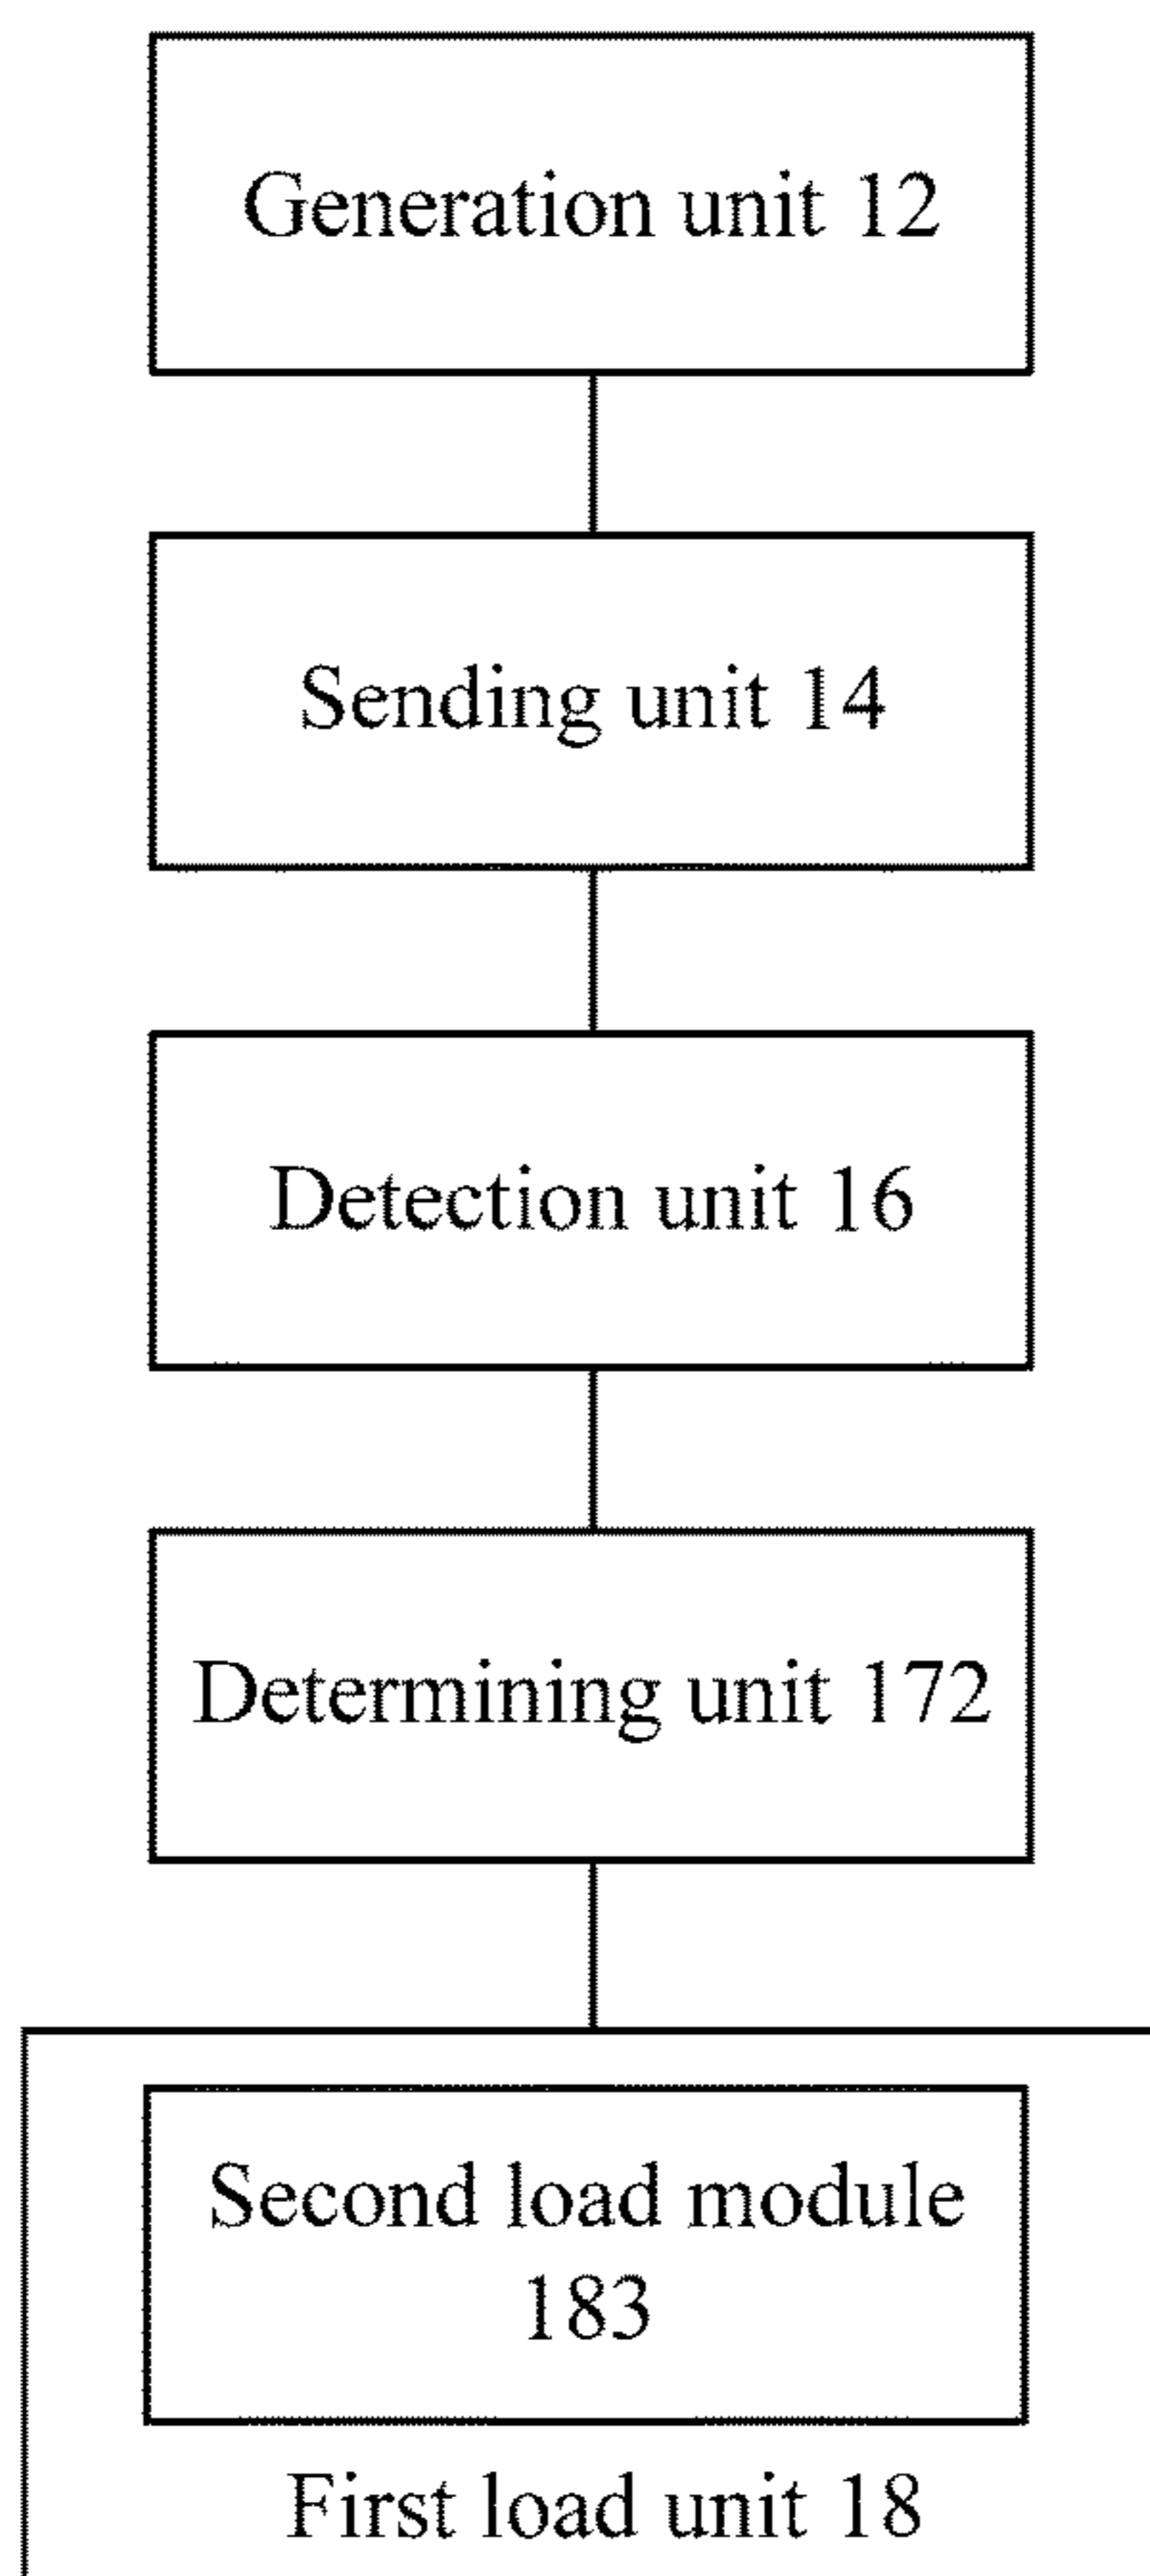 Generation unit 12
Sending unit 14
Detection unit 16
Determining unit 172
Second load module
183
First load unit 18